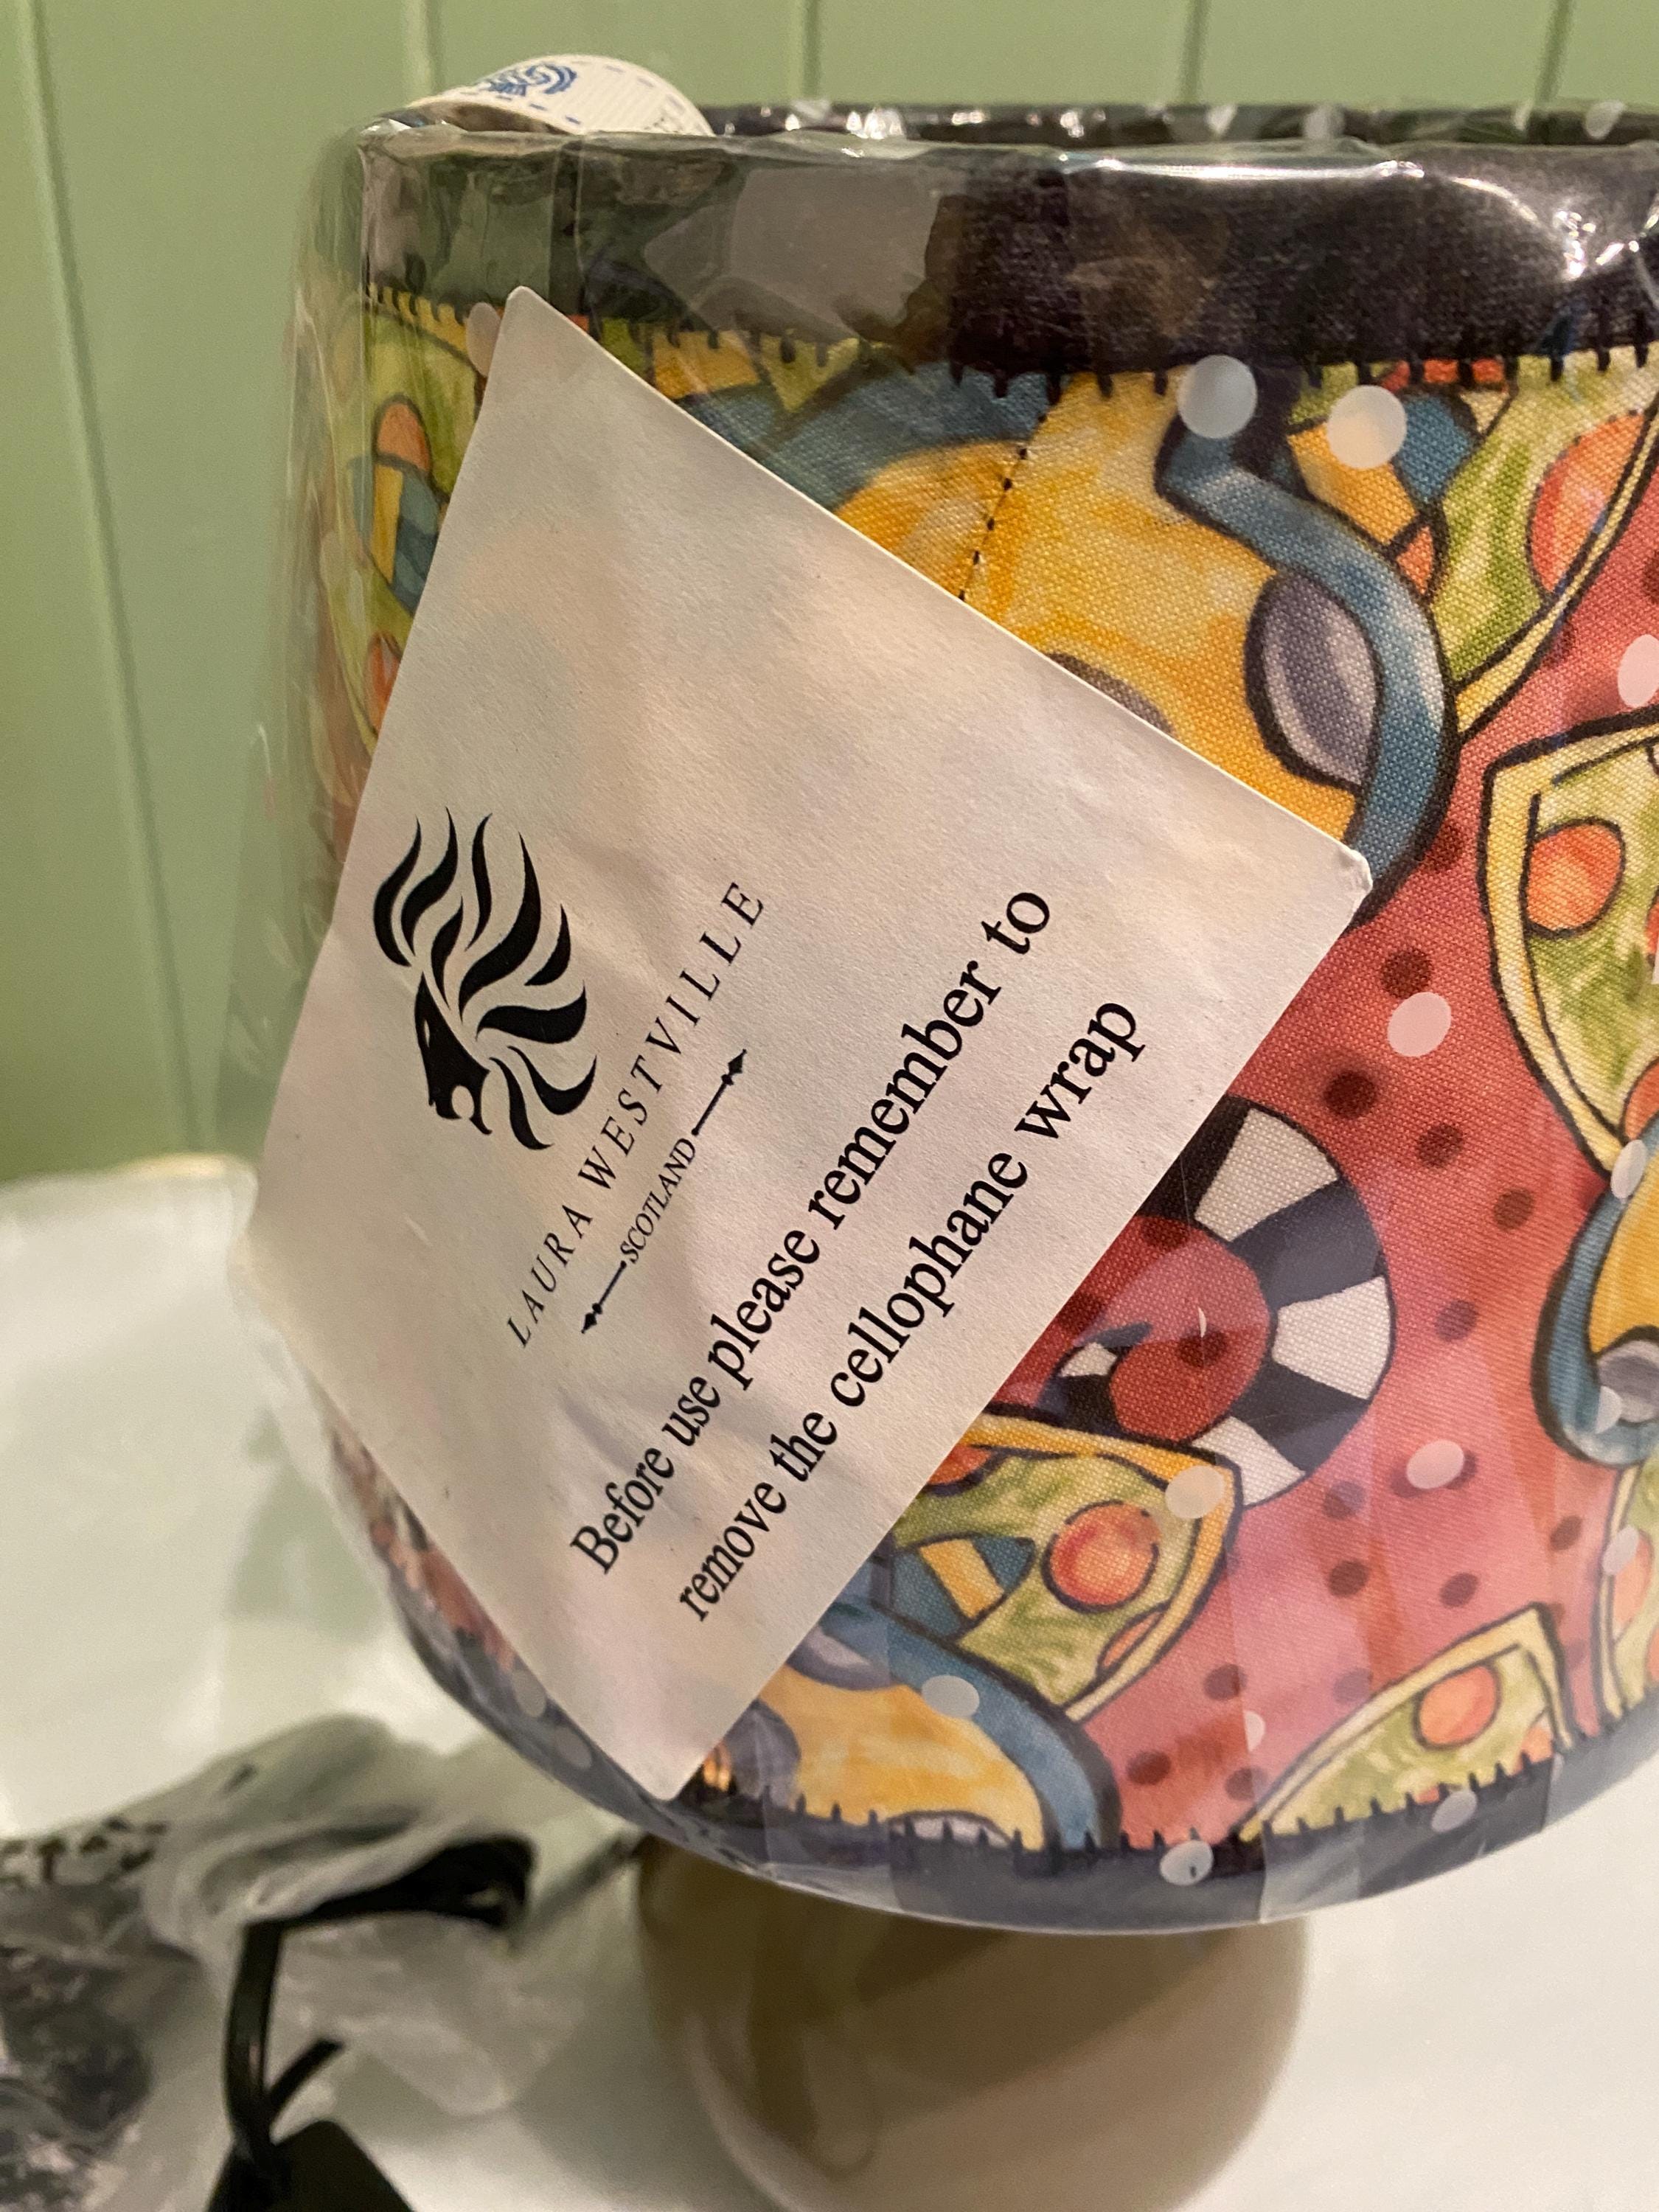 LAURA WESTVILLE
SCOTLAND
Before use please remember to
remove the cellophane wrap